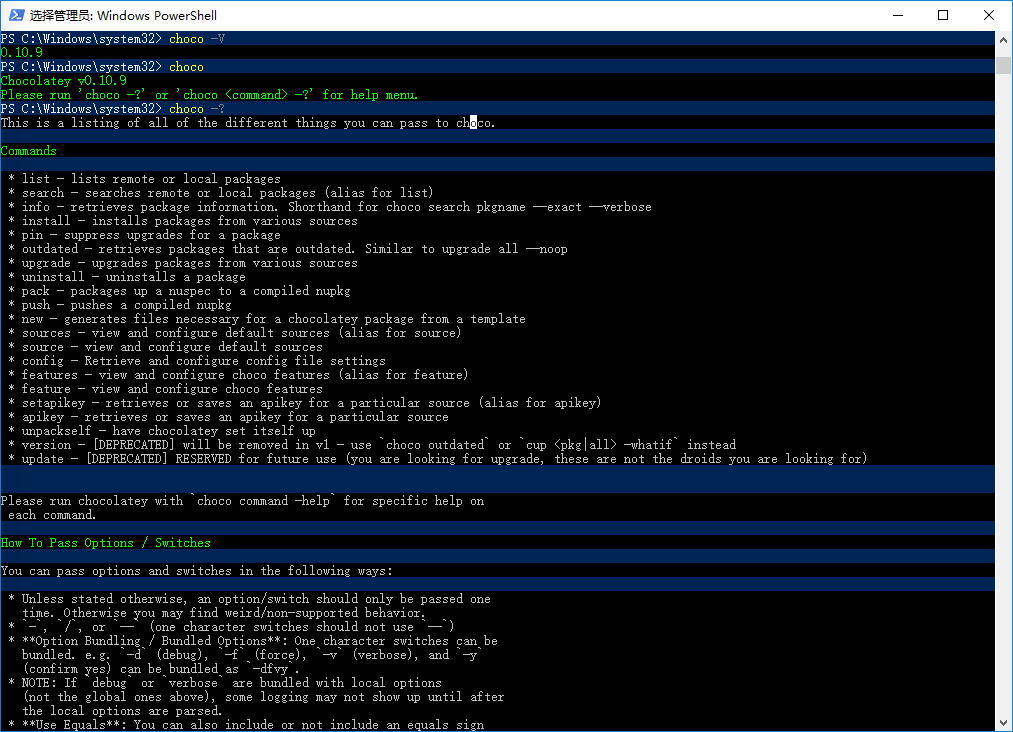 选择管理员: Windows PowerShell
PS C:\Windows\system32> choco -V
0.10.9
PS C:\Windows\system32> choco
Chocolatey v0.10.9
Please run 'choco -?' or 'choco <command> -?' for help menu.
PS C:\Windows\system32> choco -?
This is a listing of all of the different things you can pass to choco.
Commands
* list - lists remote or local packages
* search - searches remote or local packages (alias for list)
* info - retrieves package information. Shorthand for choco search pkgname --exact --verbose
* install - installs packages from various sources
* pin - suppress upgrades for a package
* outdated - retrieves packages that are outdated. Similar to upgrade all --noop
* upgrade - upgrades packages from various sources
* uninstall - uninstalls a package
* pack - packages up a nuspec to a compiled nupkg
* push - pushes a compiled nupkg
* new - generates files necessary for a chocolatey package from a template
* sources - view and configure default sources (alias for source)
* source - view and configure default sources
* config - Retrieve and configure config file settings
* features - view and configure choco features (alias for feature)
* feature - view and configure choco features
* setapikey - retrieves or saves an apikey for a particular source (alias for apikey)
* apikey - retrieves or saves an apikey for a particular source
* unpackself - have chocolatey set itself up
* version - [DEPRECATED] will be removed in v1 - use `choco outdated` or `cup <pkg|all> -whatif` instead
* update - [DEPRECATED] RESERVED for future use (you are looking for upgrade, these are not the droids you are looking for)
Please run chocolatey with `choco command -help` for specific help on
each command.
How To Pass Options / Switches
You can pass options and switches in the following ways:
* Unless stated otherwise, an option/switch should only be passed one
time. Otherwise you may find weird/non-supported behavior.
* `-`, `/`, or `--` (one character switches should not use `--`)
* **Option Bundling / Bundled Options**: One character switches can be
bundled. e.g. `-d` (debug), `-f` (force), `-v` (verbose), and `-y`
(confirm yes) can be bundled as `-dfvy`.
* NOTE: If `debug` or `verbose` are bundled with local options
(not the global ones above), some logging may not show up until after
the local options are parsed.
* **Use Equals**: You can also include or not include an equals sign